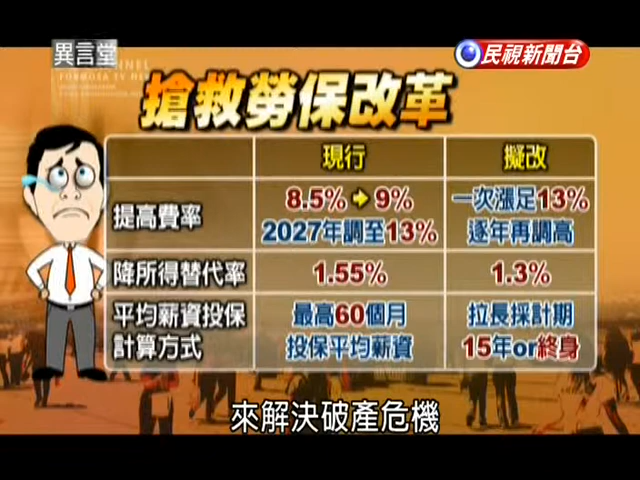 異言堂
民視新聞台
搶救勞保改革
現行
擬改
提高費率
8.5%➜9%
2027年調至13%
一次漲足13%
逐年再調高
降所得替代率
1.55%
1.3%
平均薪資投保
計算方式
最高60個月
投保平均薪資
拉長採計期
15年or終身
來解決破產危機